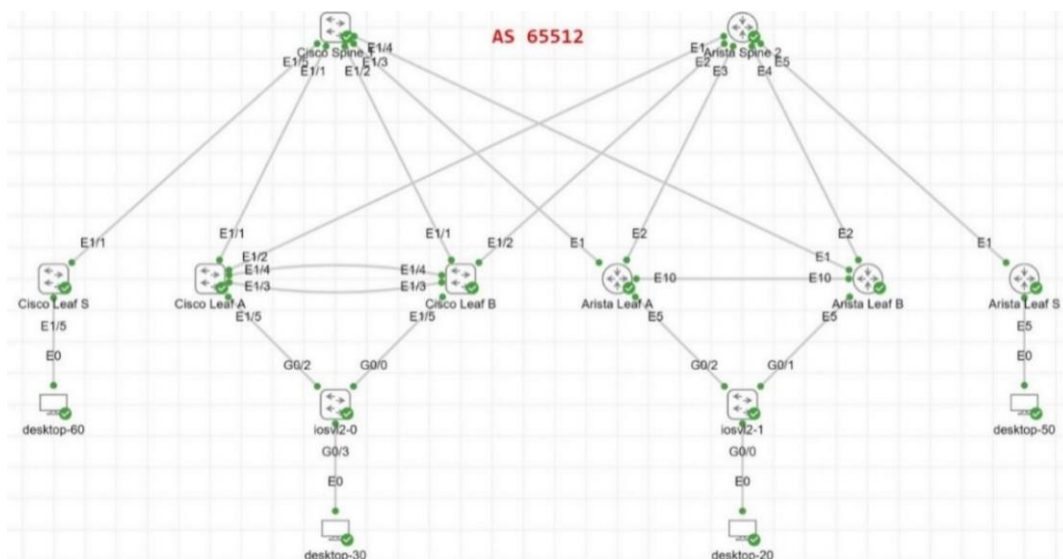 AS 65512
Cisco Spine
Arista Spine 2
E1/4
E1/5
E1/3
E1/1
E1/2
E1
E2
E5
E3
E4
E1/1
E1/1
E1/1
E1/2
E1
E2
E2
E1
E1
E1/2
E1/4
E1/4
E1/3
E1/3
E10
E10
Cisco Leaf S
Cisco Leaf A
Cisco Leaf B
Arista Leaf A
Arista Leaf B
Arista Leaf S
E1/5
E1/5
E1/5
E5
E5
E5
E0
G0/2
G0/0
G0/2
G0/1
E0
desktop-60
iosvl2-0
iosvl2-1
desktop-50
G0/3
G0/0
E0
E0
desktop-30
desktop-20